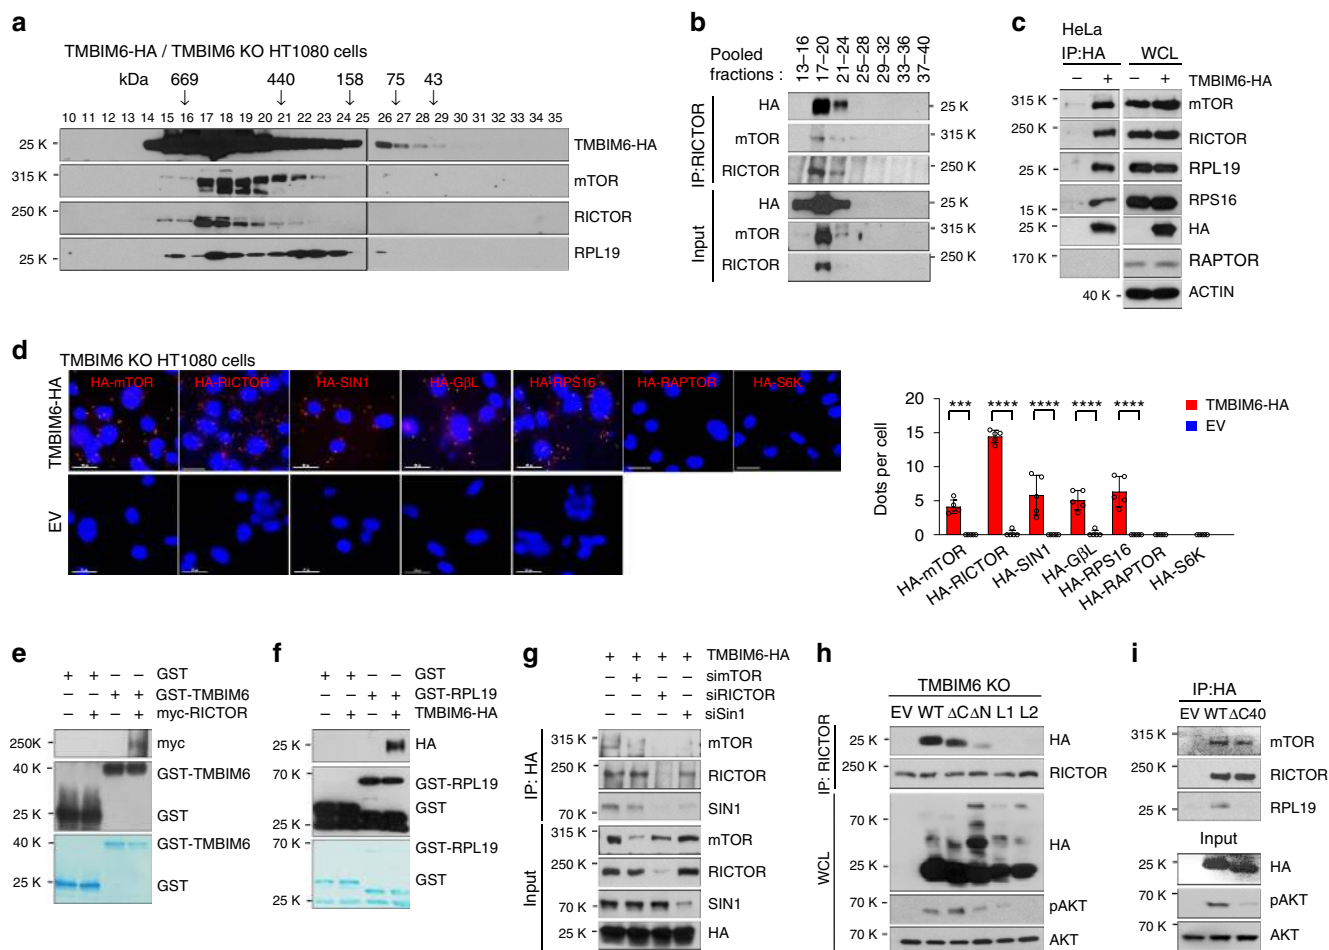 a
TMBIM6-HA / TMBIM6 KO HT1080 cells
kDa 669 440 158 75 43
10 11 12 13 14 15 16 17 18 19 20 21 22 23 24 25 26 27 28 29 30 31 32 33 34 35
25 K TMBIM6-HA
315 K mTOR
250 K RICTOR
25 K RPL19
b
Pooled fractions : 13–16 17–20 21–24 25–28 29–32 33–36 37–40
IP:RICTOR
HA 25 K
mTOR 315 K
RICTOR 250 K
Input
HA 25 K
mTOR 315 K
RICTOR 250 K
c
HeLa
IP:HA WCL
– + – + TMBIM6-HA
315 K mTOR
250 K RICTOR
25 K RPL19
15 K RPS16
25 K HA
170 K RAPTOR
40 K ACTIN
d
TMBIM6 KO HT1080 cells
TMBIM6-HA
HA-mTOR HA-RICTOR HA-SIN1 HA-GβL HA-RPS16 HA-RAPTOR HA-S6K
EV
Dots per cell
20
15
10
5
0
*** **** **** **** ****
TMBIM6-HA
EV
HA-mTOR HA-RICTOR HA-SIN1 HA-GβL HA-RPS16 HA-RAPTOR HA-S6K
e
+ + – – GST
– – + + GST-TMBIM6
– + – + myc-RICTOR
250K myc
40 K GST-TMBIM6
25 K GST
40 K GST-TMBIM6
25 K GST
f
+ + – – GST
– – + + GST-RPL19
– + – + TMBIM6-HA
25 K HA
70 K GST-RPL19
GST
25 K
70 K GST-RPL19
GST
25 K
g
+ + + + TMBIM6-HA
– + – – simTOR
– – + – siRICTOR
– – – + siSin1
IP: HA
315 K mTOR
250 K RICTOR
70 K SIN1
Input
315 K mTOR
250 K RICTOR
70 K SIN1
25 K HA
h
TMBIM6 KO
EV WT ΔC ΔN L1 L2
IP: RICTOR
25 K HA
250 K RICTOR
WCL
70 K
40 K HA
25 K
70 K pAKT
70 K AKT
i
IP:HA
EV WT ΔC40
315 K mTOR
250 K RICTOR
25 K RPL19
Input
25 K HA
70 K pAKT
70 K AKT